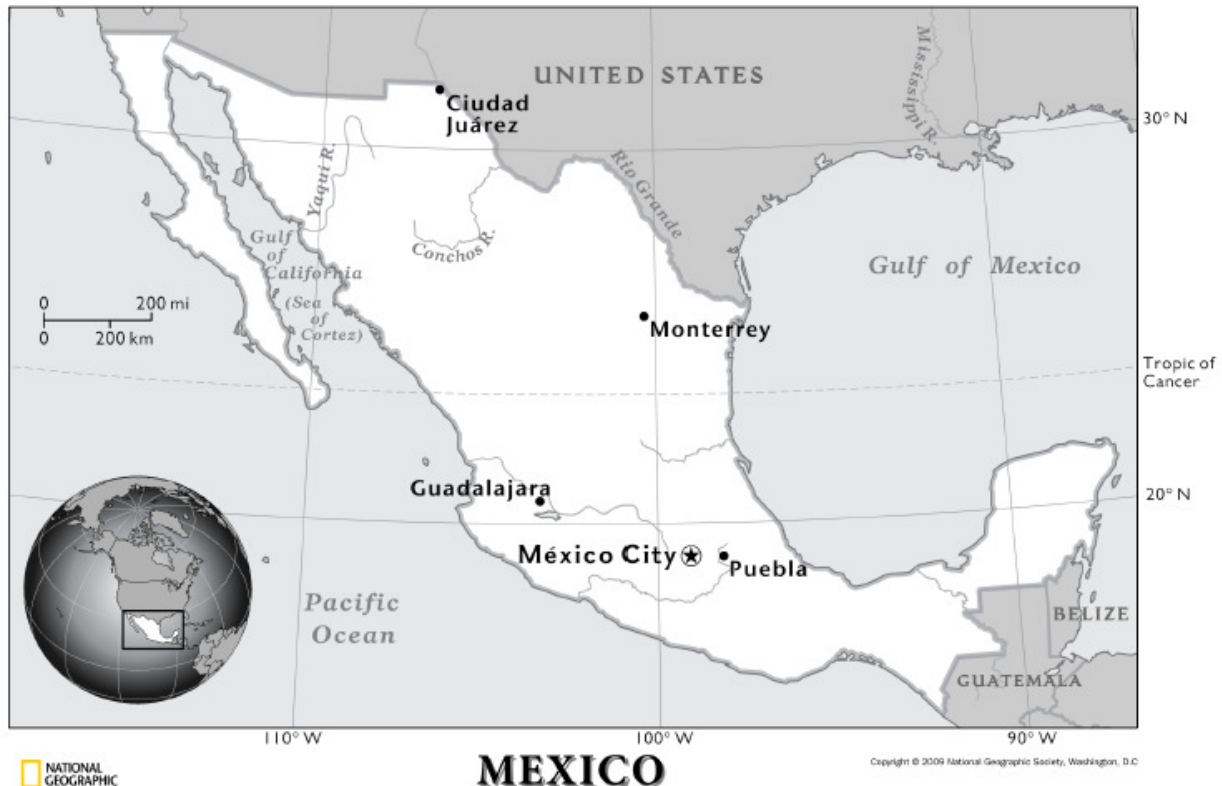 UNITED STATES
Mississippi R.
Ciudad
Juárez
30° N
Rio Grande
Yaqui R.
Conchos R.
Gulf
of
California
(Sea
of
Cortez)
Gulf of Mexico
0 200 mi
0 200 km
Monterrey
Tropic of
Cancer
Guadalajara
20° N
México City
Puebla
Pacific
Ocean
BELIZE
GUATEMALA
110° W
100° W
90° W
NATIONAL
GEOGRAPHIC
MEXICO
Copyright © 2009 National Geographic Society, Washington, D.C